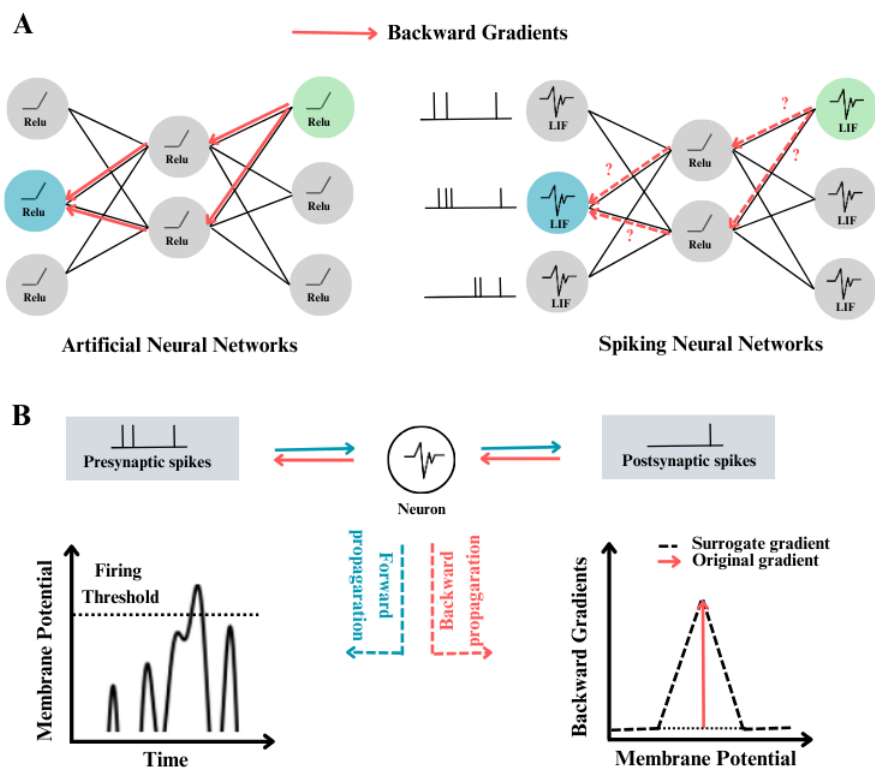 A
Backward Gradients
Relu
Relu
Relu
Relu
Relu
Relu
Relu
Relu
Artificial Neural Networks
LIF
LIF
LIF
Relu
Relu
?
?
?
?
LIF
LIF
LIF
Spiking Neural Networks
B
Presynaptic spikes
Neuron
Postsynaptic spikes
Membrane Potential
Firing
Threshold
Time
Forward
propagaration
Backward
propagaration
Surrogate gradient
Original gradient
Backward Gradients
Membrane Potential